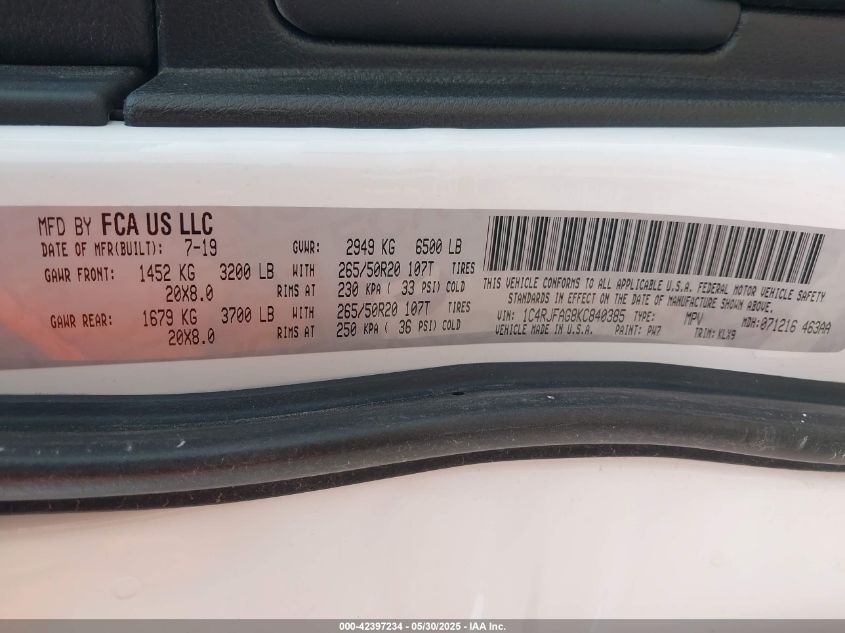 MFD BY FCA US LLC
DATE OF MFR(BUILT): 7-19 GVWR: 2949 KG 6500 LB
GAWR FRONT: 1452 KG 3200 LB WITH 265/50R20 107T TIRES
20X8.0 RIMS AT 230 KPA ( 33 PSI) COLD
GAWR REAR: 1679 KG 3700 LB WITH 265/50R20 107T TIRES
20X8.0 RIMS AT 250 KPA ( 36 PSI) COLD
THIS VEHICLE CONFORMS TO ALL APPLICABLE U.S.A. FEDERAL MOTOR VEHICLE SAFETY
STANDARDS IN EFFECT ON THE DATE OF MANUFACTURE SHOWN ABOVE.
VIN: 1C4RJFAG8KC840385 TYPE: MPV MDH: 071216 463AA
VEHICLE MADE IN U.S.A. PAINT: PW7 TRIM: KLX9
000-42397234 - 05/30/2025 - IAA Inc.